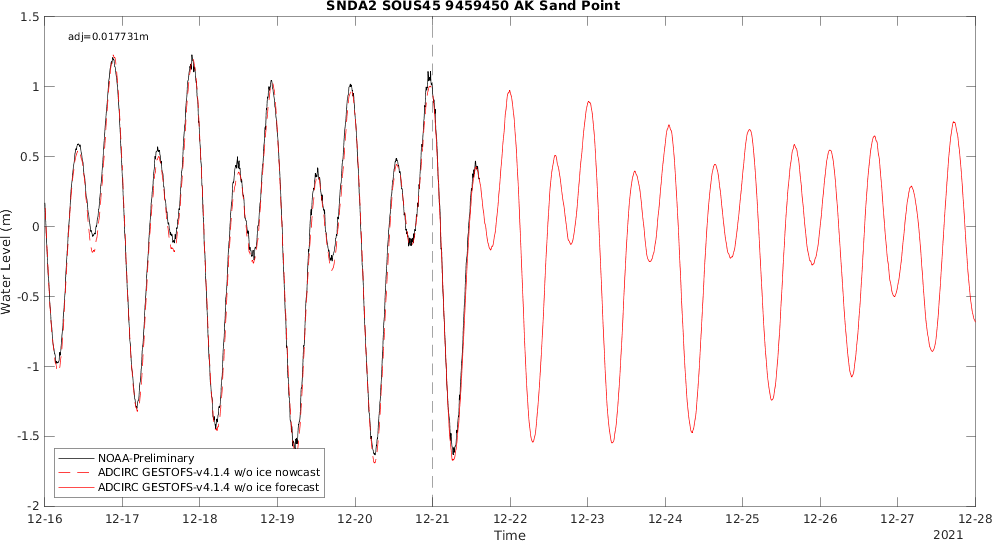 SNDA2 SOUS45 9459450 AK Sand Point
adj=0.017731m
1.5
1
0.5
0
-0.5
-1
-1.5
-2
Water Level (m)
NOAA-Preliminary
ADCIRC GESTOFS-v4.1.4 w/o ice nowcast
ADCIRC GESTOFS-v4.1.4 w/o ice forecast
12-16 12-17 12-18 12-19 12-20 12-21 12-22 12-23 12-24 12-25 12-26 12-27 12-28
Time
2021